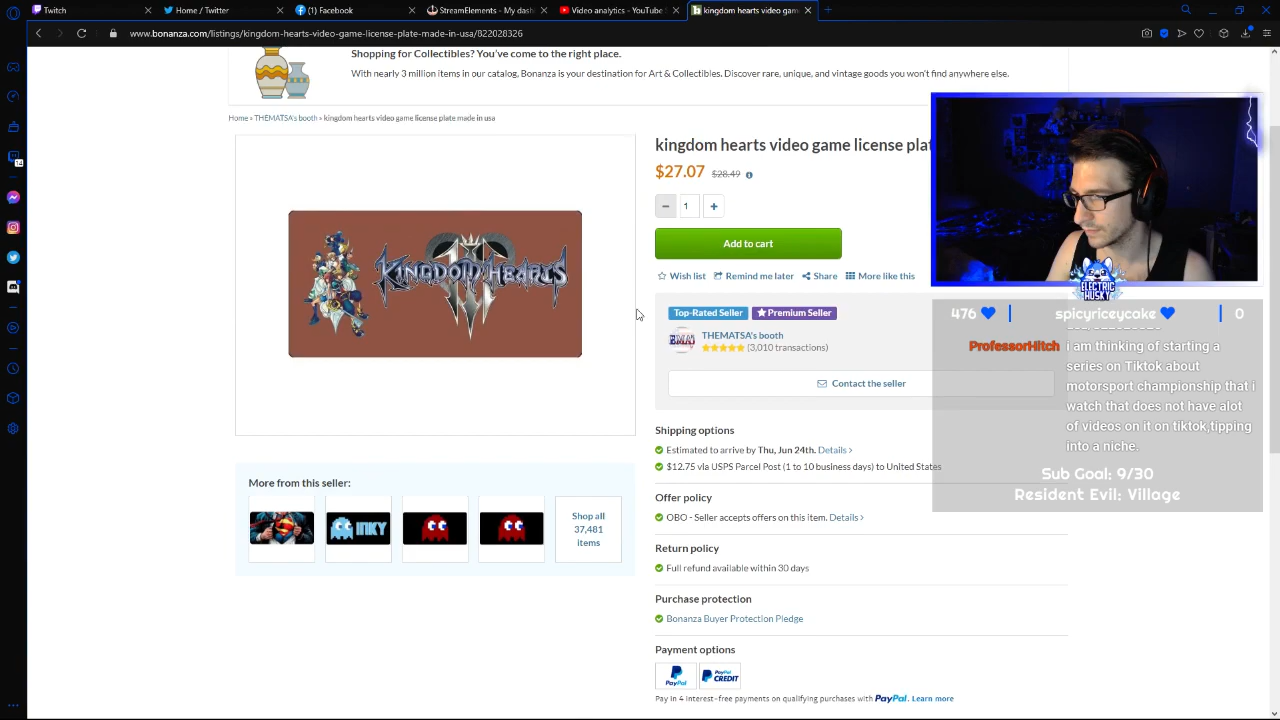 Twitch
Home / Twitter
(1) Facebook
StreamElements - My dash
Video analytics - YouTube S
kingdom hearts video game
www.bonanza.com/listings/kingdom-hearts-video-game-license-plate-made-in-usa/822028326
Shopping for Collectibles? You've come to the right place.
With nearly 3 million items in our catalog, Bonanza is your destination for Art & Collectibles. Discover rare, unique, and vintage goods you won't find anywhere else.
Home » THEMATSA's booth » kingdom hearts video game license plate made in usa
kingdom hearts video game license plat
$27.07 $28.49
1
Add to cart
Wish list Remind me later Share More like this
KINGDOM HEARTS
III
Top-Rated Seller Premium Seller
THEMATSA's booth
(3,010 transactions)
Contact the seller
Shipping options
Estimated to arrive by Thu, Jun 24th. Details >
$12.75 via USPS Parcel Post (1 to 10 business days) to United States
Offer policy
OBO - Seller accepts offers on this item. Details >
Return policy
Full refund available within 30 days
Purchase protection
Bonanza Buyer Protection Pledge
Payment options
PayPal
PayPal CREDIT
Pay in 4 interest-free payments on qualifying purchases with PayPal. Learn more
More from this seller:
INKY
Shop all
37,481
items
ELECTRIC
HUSKY
476 spicyriceycake 0
ProfessorHitch i am thinking of starting a
series on Tiktok about
motorsport championship that i
watch that does not have alot
of videos on it on tiktok,tipping
into a niche.
Sub Goal: 9/30
Resident Evil: Village